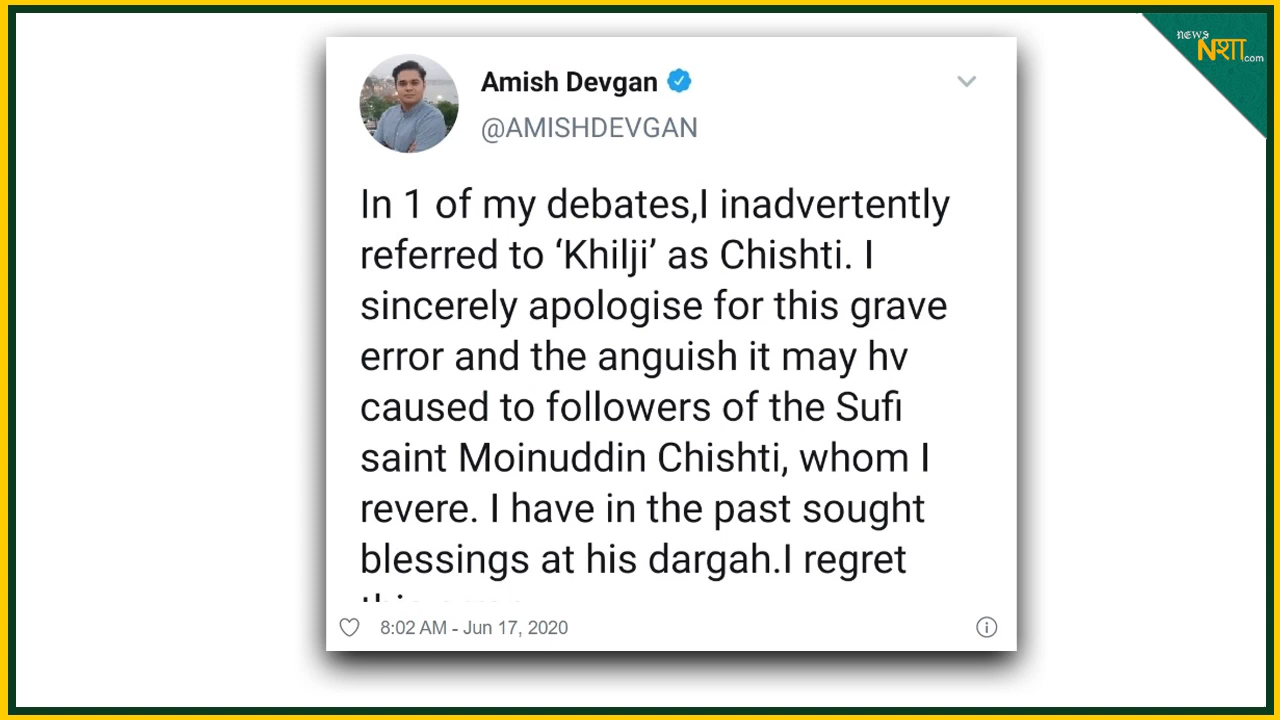 NEWS
Nशा.com
Amish Devgan
@AMISHDEVGAN
In 1 of my debates,I inadvertently
referred to ‘Khilji’ as Chishti. I
sincerely apologise for this grave
error and the anguish it may hv
caused to followers of the Sufi
saint Moinuddin Chishti, whom I
revere. I have in the past sought
blessings at his dargah.I regret
8:02 AM - Jun 17, 2020